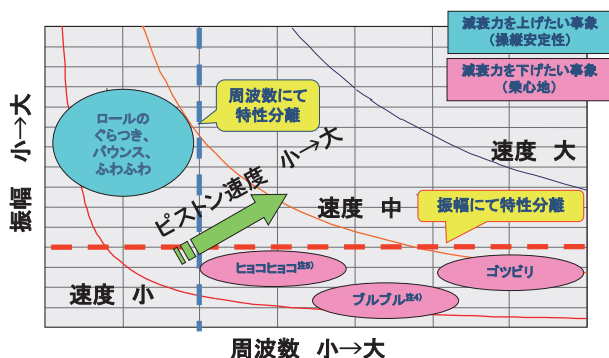 減衰力を上げたい事象
(操縦安定性)
減衰力を下げたい事象
(乗心地)
周波数にて
特性分離
ロールの
ぐらつき、
バウンス、
ふわふわ
ピストン速度 小→大
速度 大
速度 中
振幅にて特性分離
振幅 小→大
ヒョコヒョコ注5)
ゴツビリ
速度 小
ブルブル注4)
周波数 小→大